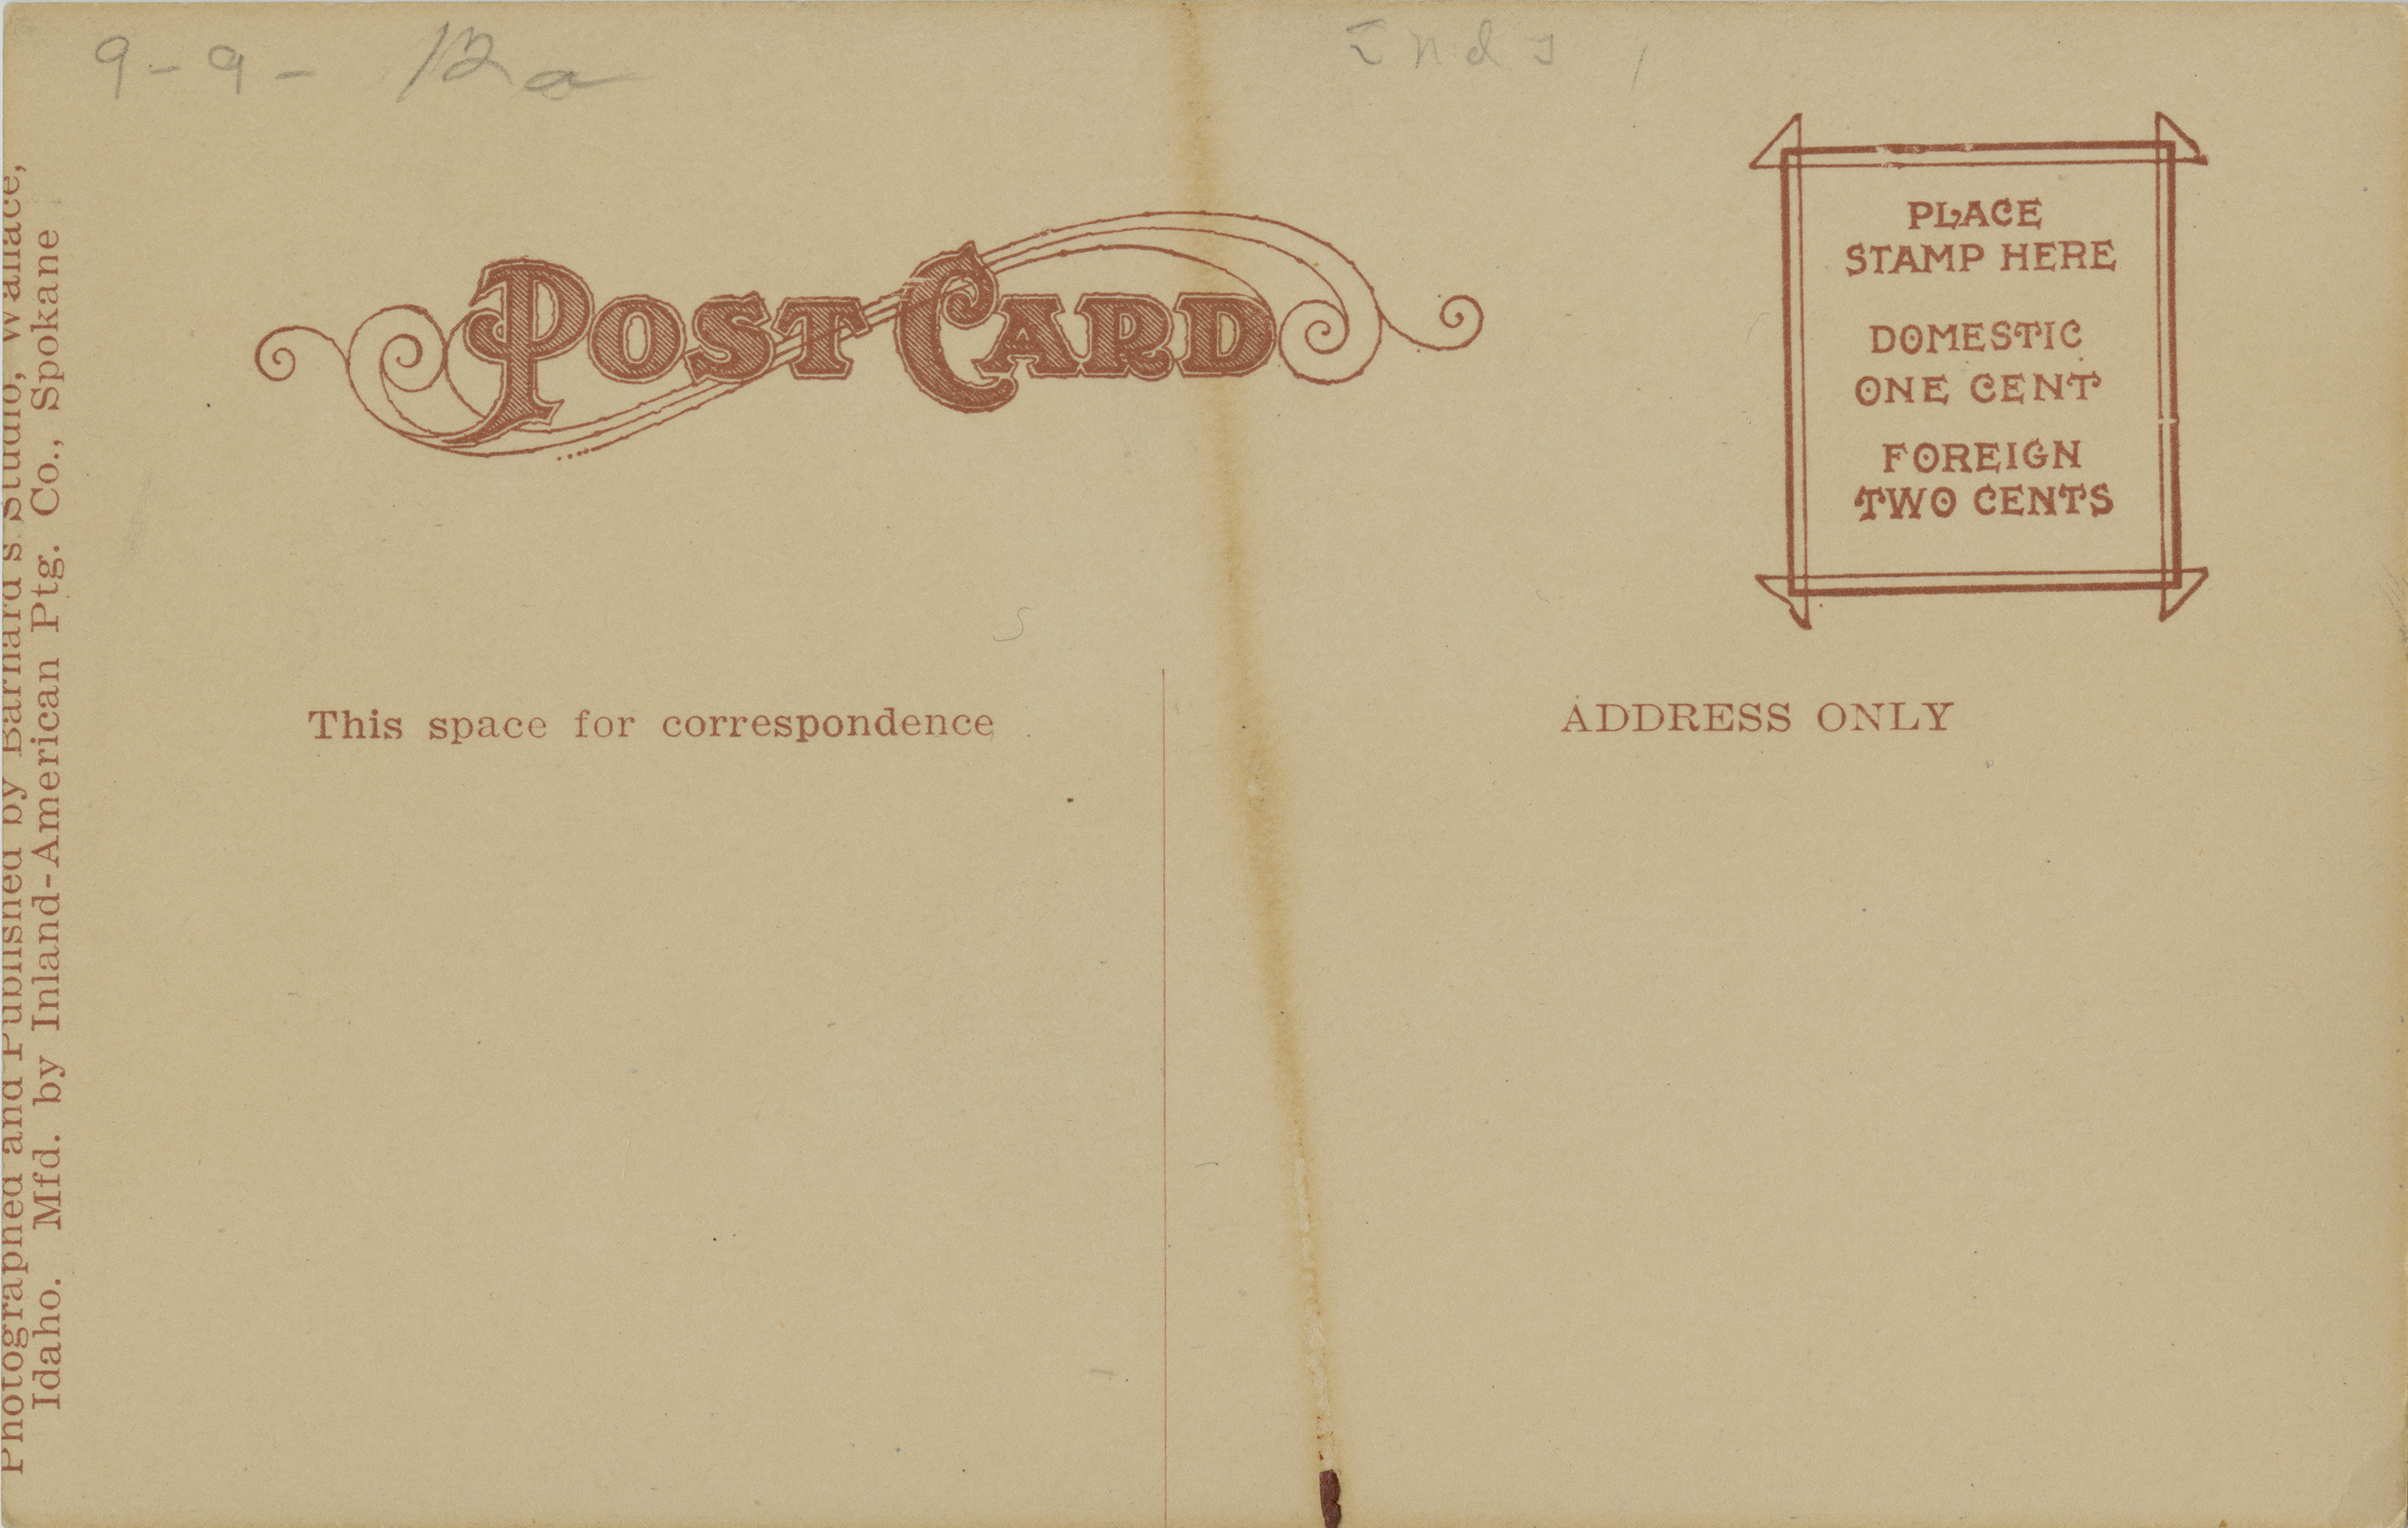 9-9- 12a
Ind I
POST CARD
PLACE
STAMP HERE
DOMESTIC
ONE CENT
FOREIGN
TWO CENTS
This space for correspondence
ADDRESS ONLY
Photographed and Published by Barnard's Studio, Wallace,
Idaho. Mfd. by Inland-American Ptg. Co., Spokane